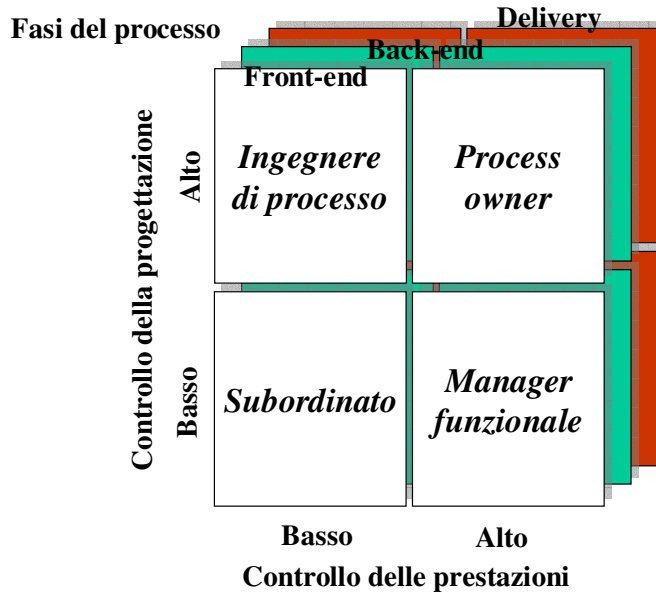 Fasi del processo
Delivery
Back-end
Front-end
Controllo della progettazione
Alto
Basso
Ingegnere
di processo
Process
owner
Subordinato
Manager
funzionale
Basso
Alto
Controllo delle prestazioni